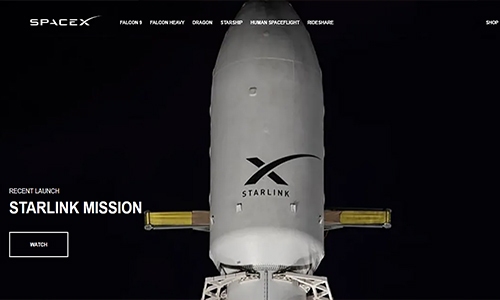 SPACEX FALCON 9 FALCON HEAVY DRAGON STARSHIP HUMAN SPACEFLIGHT RIDESHARE SHOP
X
STARLINK
RECENT LAUNCH
STARLINK MISSION
WATCH